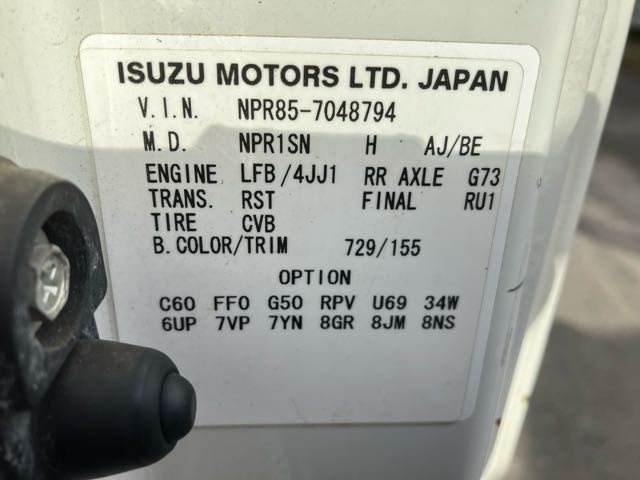 ISUZU MOTORS LTD. JAPAN
V.I.N. NPR85-7048794
M.D. NPR1SN H AJ/BE
ENGINE LFB/4JJ1 RR AXLE G73
TRANS. RST FINAL RU1
TIRE CVB
B.COLOR/TRIM 729/155
OPTION
C60 FF0 G50 RPV U69 34W
6UP 7VP 7YN 8GR 8JM 8NS